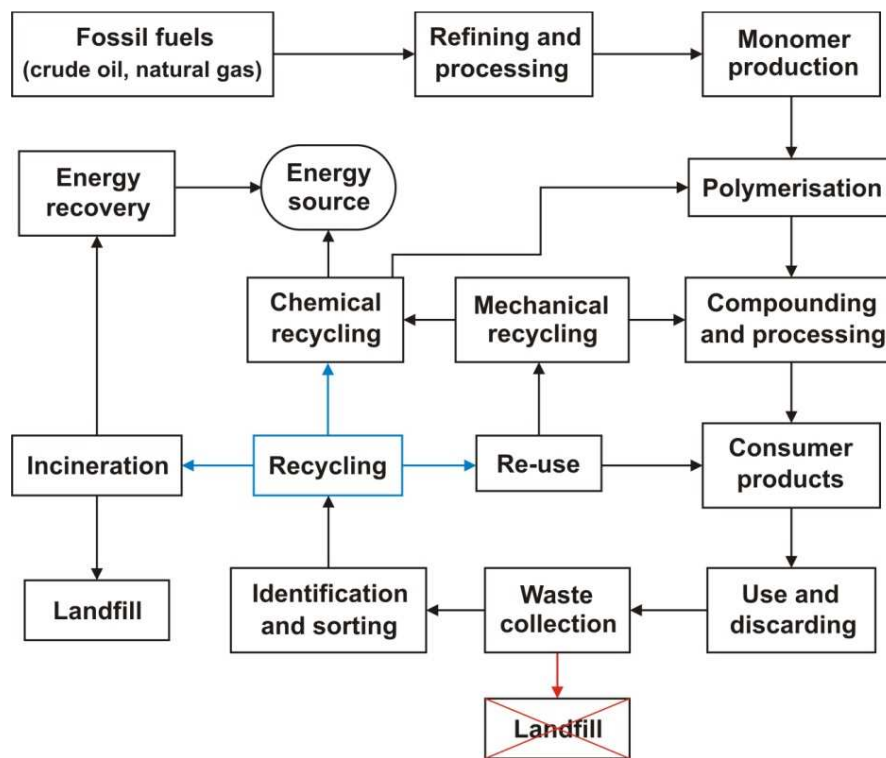 Fossil fuels
(crude oil, natural gas)
Refining and
processing
Monomer
production
Energy
recovery
Energy
source
Polymerisation
Chemical
recycling
Mechanical
recycling
Compounding
and processing
Incineration
Recycling
Re-use
Consumer
products
Landfill
Identification
and sorting
Waste
collection
Use and
discarding
Landfill